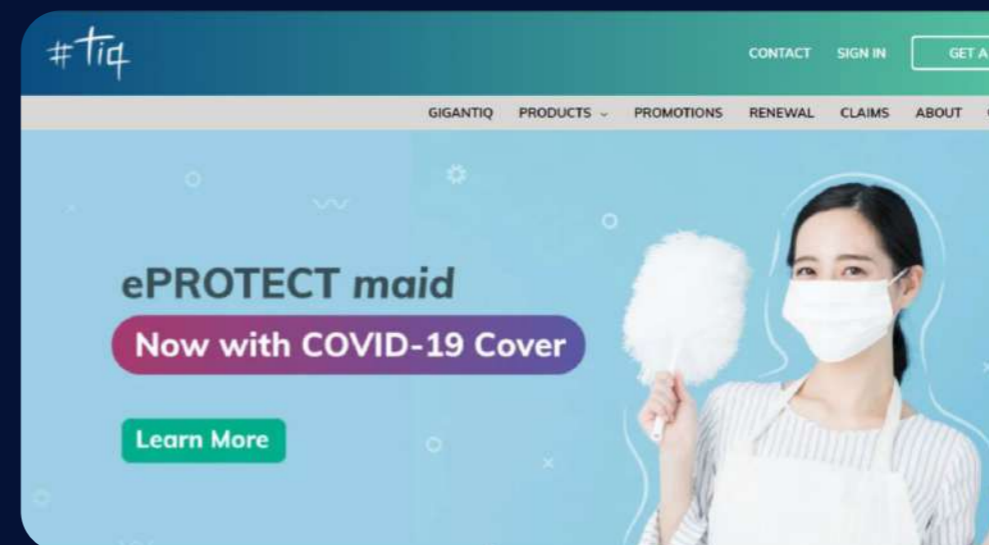 #tiq
CONTACT SIGN IN GET A
GIGANTIQ PRODUCTS PROMOTIONS RENEWAL CLAIMS ABOUT
ePROTECT maid
Now with COVID-19 Cover
Learn More